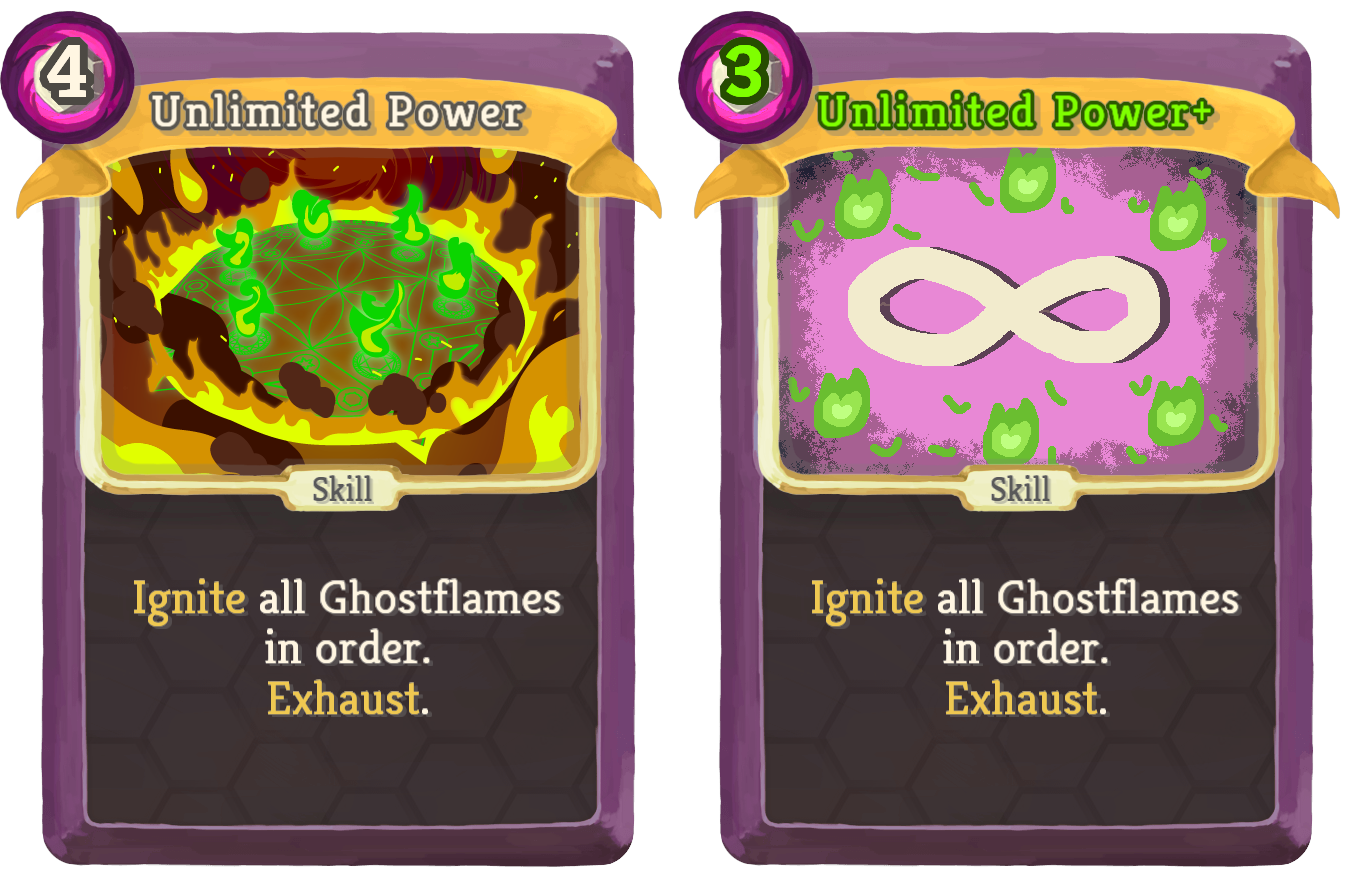 4
Unlimited Power
Skill
Ignite all Ghostflames
in order.
Exhaust.
3
Unlimited Power+
Skill
Ignite all Ghostflames
in order.
Exhaust.